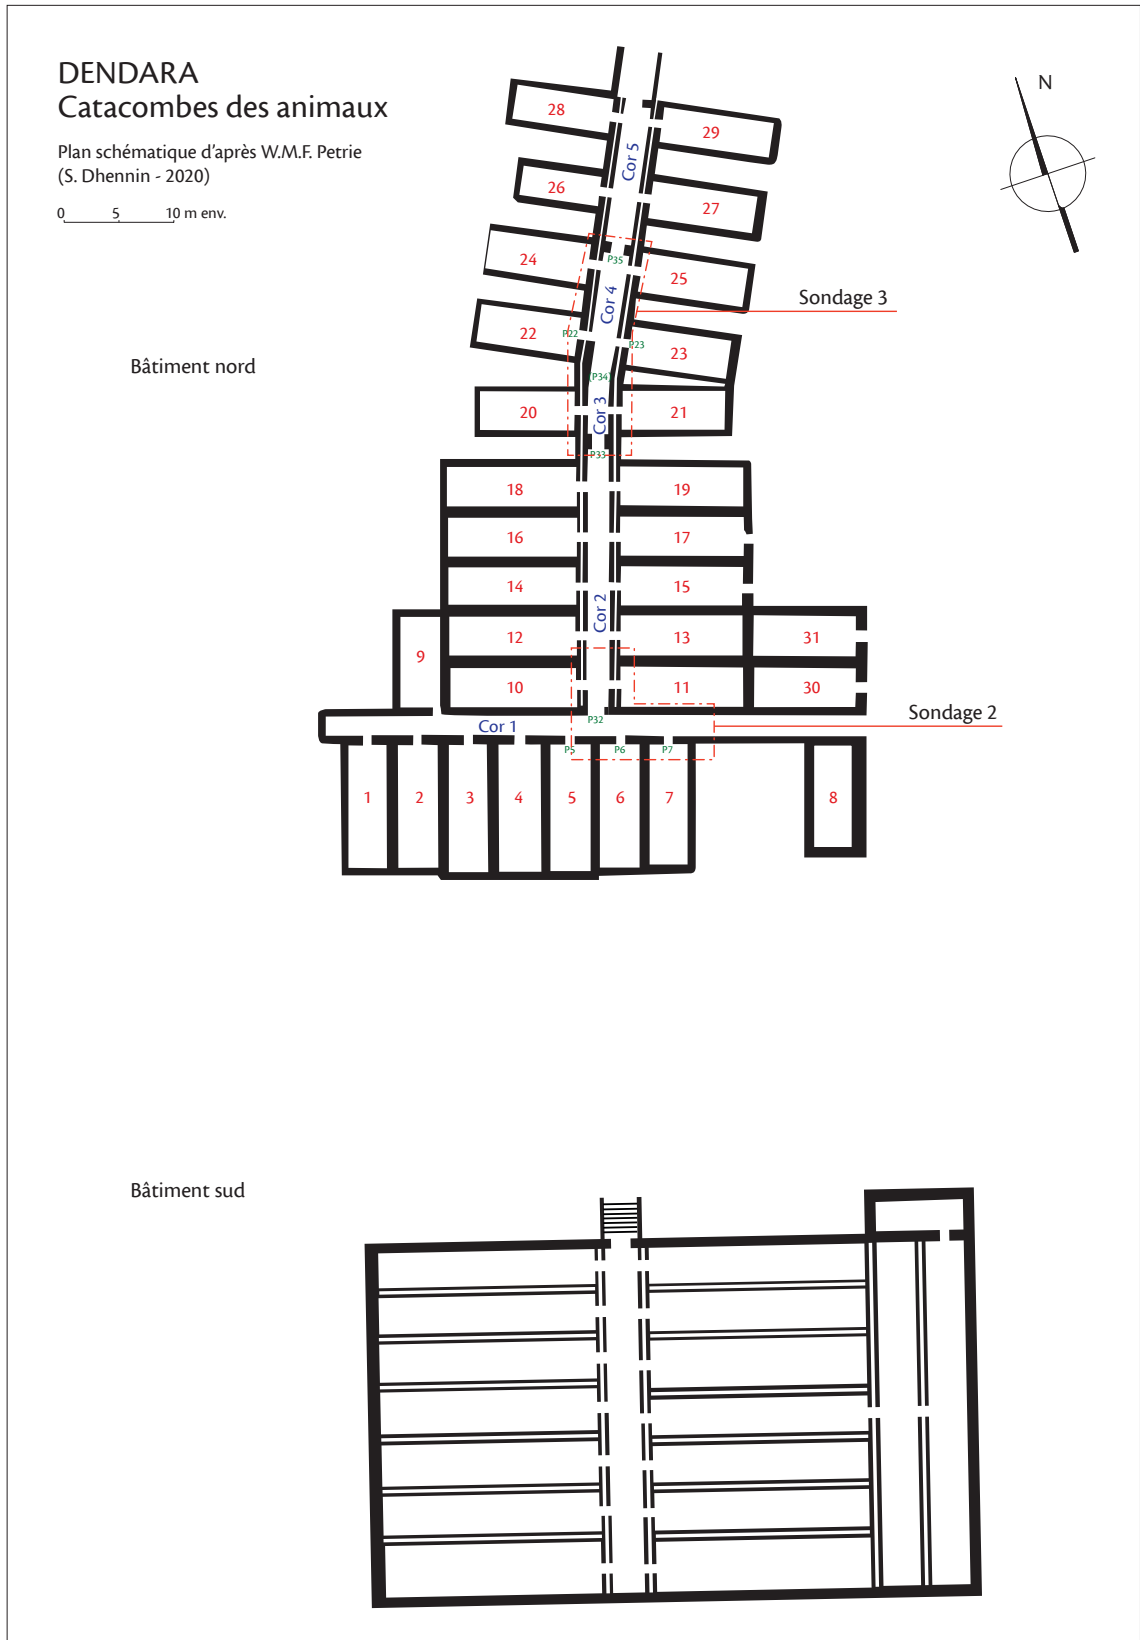 DENDARA
Catacombes des animaux
Plan schématique d'après W.M.F. Petrie
(S. Dhennin - 2020)
0 5 10 m env.
N
28
29
Cor 5
26
27
24
P35
25
Cor 4
Sondage 3
22
P22
P23
23
Bâtiment nord
(P34)
20
Cor 3
21
P33
18
19
16
17
14
15
Cor 2
12
13
31
9
10
11
30
P32
Sondage 2
Cor 1
P5
P6
P7
1
2
3
4
5
6
7
8
Bâtiment sud